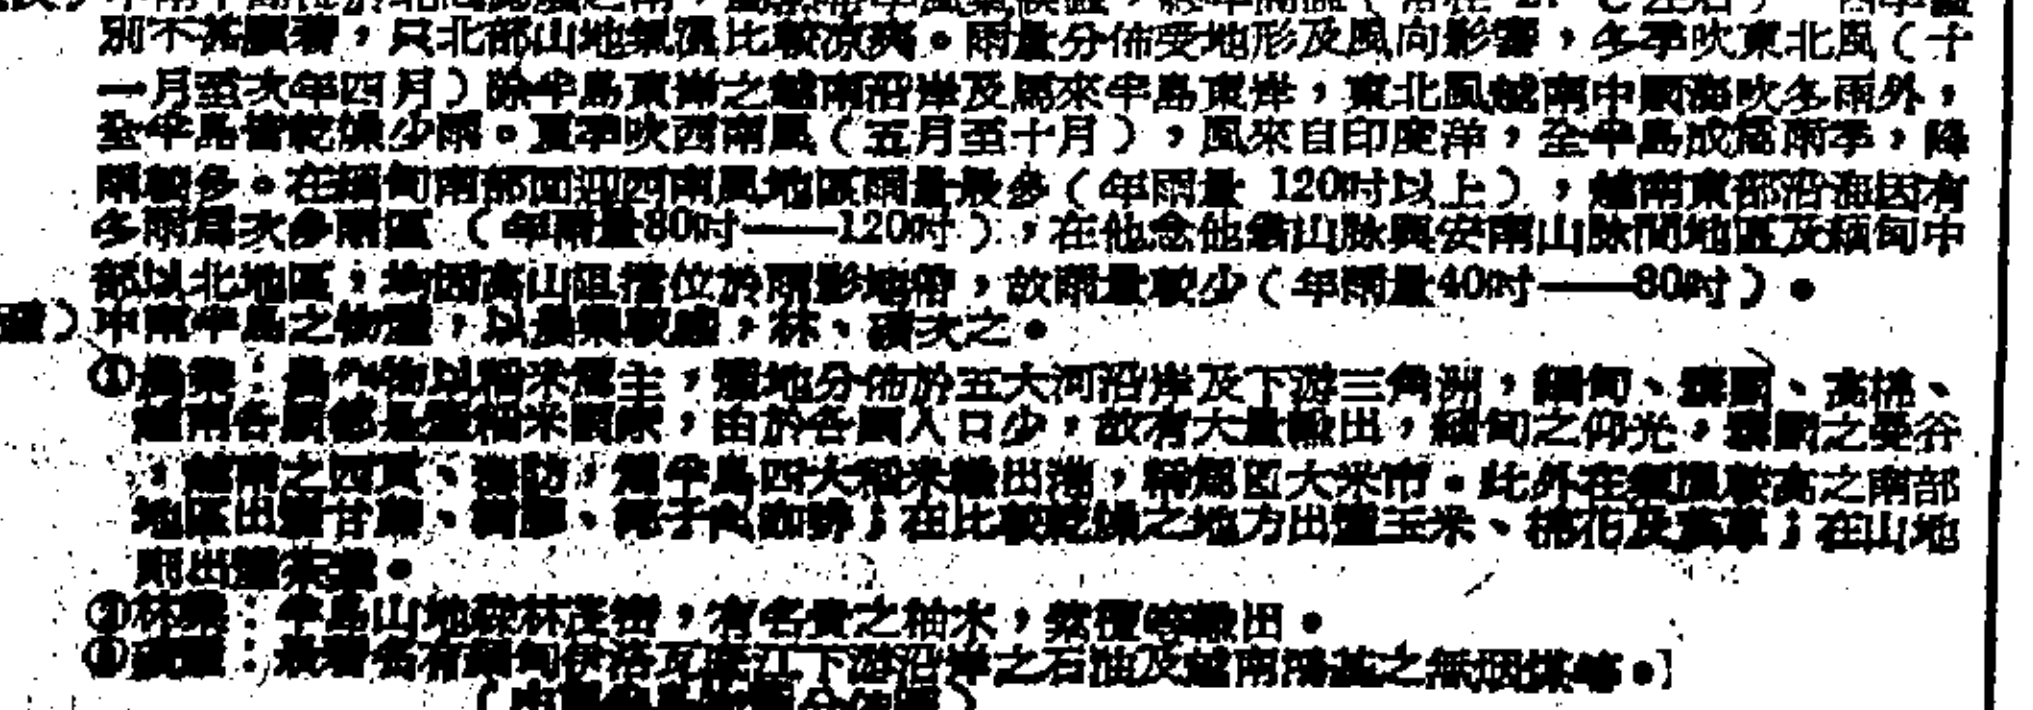 別不甚顯著，只北部山地氣溫比較涼爽。雨量分佈受地形及風向影響，冬季吹東北風（十
一月至次年四月）除半島東岸之越南沿岸及馬來半島東岸，東北風越南中國海吹多雨外，
全半島皆乾燥少雨。夏季吹西南風（五月至十月），風來自印度洋，全半島成爲雨季，降
雨較多。在緬甸南部面迎西南風地區雨量最多（年雨量 120吋以上），越南東部沿海因有
冬雨爲次多雨區（年雨量80吋——120吋），在他念他翁山脉與安南山脉間地區及緬甸中
部以北地區，均因高山阻擋位於雨影地帶，故雨量較少（年雨量40吋——80吋）。
中南半島之物產，以農業較盛，林、礦次之。
①農業：農作物以稻米爲主，產地分佈於五大河沿岸及下游三角洲，緬甸、泰國、高棉、
越南各國都是產稻米國家，由於各國人口少，故有大量輸出，緬甸之仰光，泰國之曼谷
，越南之西貢、海防，爲半島四大稻米輸出港，稱爲四大米市。此外在氣溫較高之南部
地區出產甘蔗、樹膠、椰子和咖啡；在比較乾燥之地方出產玉米、棉花及菸草；在山地
則出產茶
②林業：半島山地森林茂密，有名貴之柚木，紫檀等輸出。
③礦產：最著名有緬甸伊洛瓦底江下游沿岸之石油及越南鴻基之無烟煤等。]